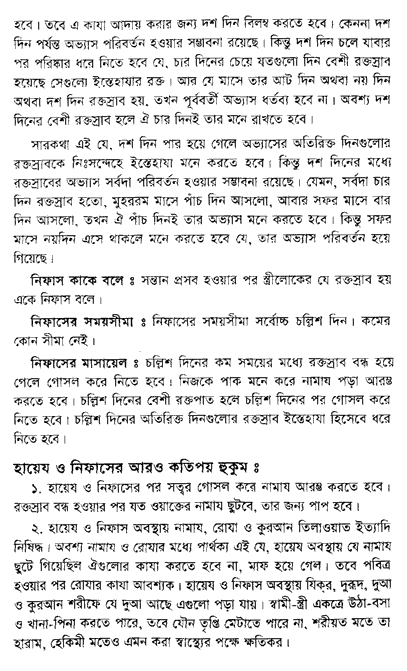 হবে। তবে এ কাযা আদায় করার জন্য দশ দিন বিলম্ব করতে হবে। কেননা দশ
দিন পর্যন্ত অভ্যাস পরিবর্তন হওয়ার সম্ভাবনা রয়েছে। কিন্তু দশ দিন চলে যাবার
পর পরিষ্কার ধরে নিতে হবে যে, চার দিনের চেয়ে যতগুলো দিন বেশী রক্তস্রাব
হয়েছে সেগুলো ইস্তেহাযার রক্ত। আর যে মাসে তার আট দিন অথবা নয় দিন
অথবা দশ দিন রক্তস্রাব হয়, তখন পূর্ববর্তী অভ্যাস ধর্তব্য হবে না। অবশ্য দশ
দিনের বেশী রক্তস্রাব হলে ঐ চার দিনই তার মনে রাখতে হবে।
সারকথা এই যে, দশ দিন পার হয়ে গেলে অভ্যাসের অতিরিক্ত দিনগুলোর
রক্তস্রাবকে নিঃসন্দেহে ইস্তেহাযা মনে করতে হবে। কিন্তু দশ দিনের মধ্যে
রক্তস্রাবের অভ্যাস সর্বদা পরিবর্তন হওয়ার সম্ভাবনা রয়েছে। যেমন, সর্বদা চার
দিন রক্তস্রাব হতো, মুহররম মাসে পাঁচ দিন আসলো, আবার সফর মাসে বার
দিন আসলো, তখন ঐ পাঁচ দিনই তার অভ্যাস মনে করতে হবে। কিন্তু সফর
মাসে নয়দিন এসে থাকলে মনে করতে হবে যে, তার অভ্যাস পরিবর্তন হয়ে
গিয়েছে।
নিফাস কাকে বলে ঃ সন্তান প্রসব হওয়ার পর স্ত্রীলোকের যে রক্তস্রাব হয়
একে নিফাস বলে।
নিফাসের সময়সীমা ঃ নিফাসের সময়সীমা সর্বোচ্চ চল্লিশ দিন। কমের
কোন সীমা নেই।
নিফাসের মাসায়েল ঃ চল্লিশ দিনের কম সময়ের মধ্যে রক্তস্রাব বন্ধ হয়ে
গেলে গোসল করে নিতে হবে। নিজকে পাক মনে করে নামায পড়া আরম্ভ
করতে হবে। চল্লিশ দিনের বেশী রক্তপাত হলে চল্লিশ দিনের পর গোসল করে
নিতে হবে। চল্লিশ দিনের অতিরিক্ত দিনগুলোর রক্তস্রাব ইস্তেহাযা হিসেবে ধরে
নিতে হবে।
হায়েয ও নিফাসের আরও কতিপয় হুকুম ঃ
১. হায়েয ও নিফাসের পর সত্ত্বর গোসল করে নামায আরম্ভ করতে হবে।
রক্তস্রাব বন্ধ হওয়ার পর যত ওয়াক্তের নামায ছুটবে, তার জন্য পাপ হবে।
২. হায়েয ও নিফাস অবস্থায় নামায, রোযা ও কুরআন তিলাওয়াত ইত্যাদি
নিষিদ্ধ। অবশ্য নামায ও রোযার মধ্যে পার্থক্য এই যে, হায়েয অবস্থায় যে নামায
ছুটে গিয়েছিল ঐগুলোর কাযা করতে হবে না, মাফ হয়ে গেল। তবে পবিত্র
হওয়ার পর রোযার কাযা আবশ্যক। হায়েয ও নিফাস অবস্থায় যিক্‌র, দুরূদ, দুআ
ও কুরআন শরীফে যে দুআ আছে এগুলো পড়া যায়। স্বামী-স্ত্রী একত্রে উঠা-বসা
ও খানা-পিনা করতে পারে, তবে যৌন তৃপ্তি মেটাতে পারে না, শরীয়ত মতে তা
হারাম, হেকিমী মতেও এমন করা স্বাস্থ্যের পক্ষে ক্ষতিকর।